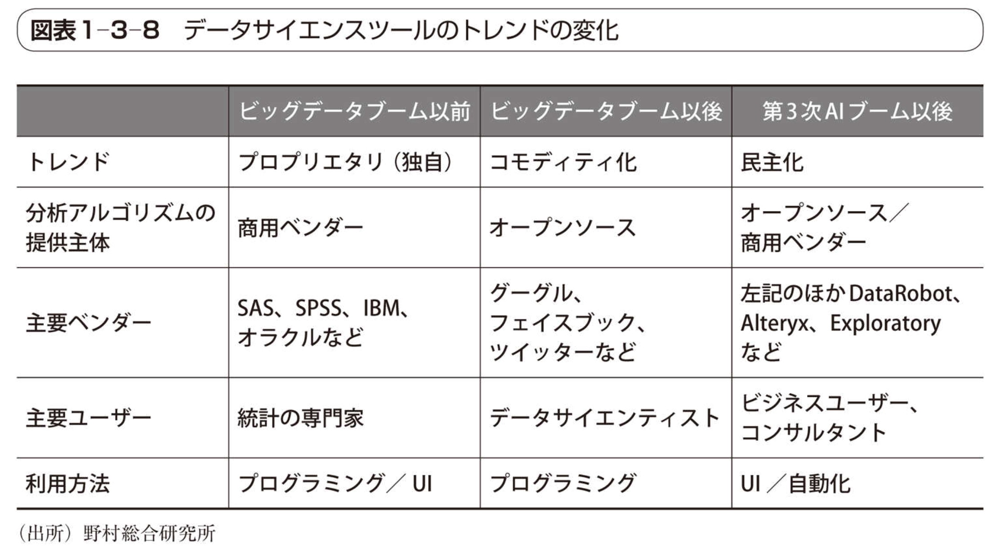 図表1-3-8 データサイエンスツールのトレンドの変化
ビッグデータブーム以前 ビッグデータブーム以後 第3次AIブーム以後
トレンド プロプリエタリ（独自） コモディティ化 民主化
分析アルゴリズムの
提供主体
商用ベンダー
オープンソース
オープンソース／
商用ベンダー
主要ベンダー
SAS、SPSS、IBM、
オラクルなど
グーグル、
フェイスブック、
ツイッターなど
左記のほかDataRobot、
Alteryx、Exploratory
など
主要ユーザー
統計の専門家
データサイエンティスト
ビジネスユーザー、
コンサルタント
利用方法 プログラミング／UI プログラミング UI／自動化
（出所）野村総合研究所